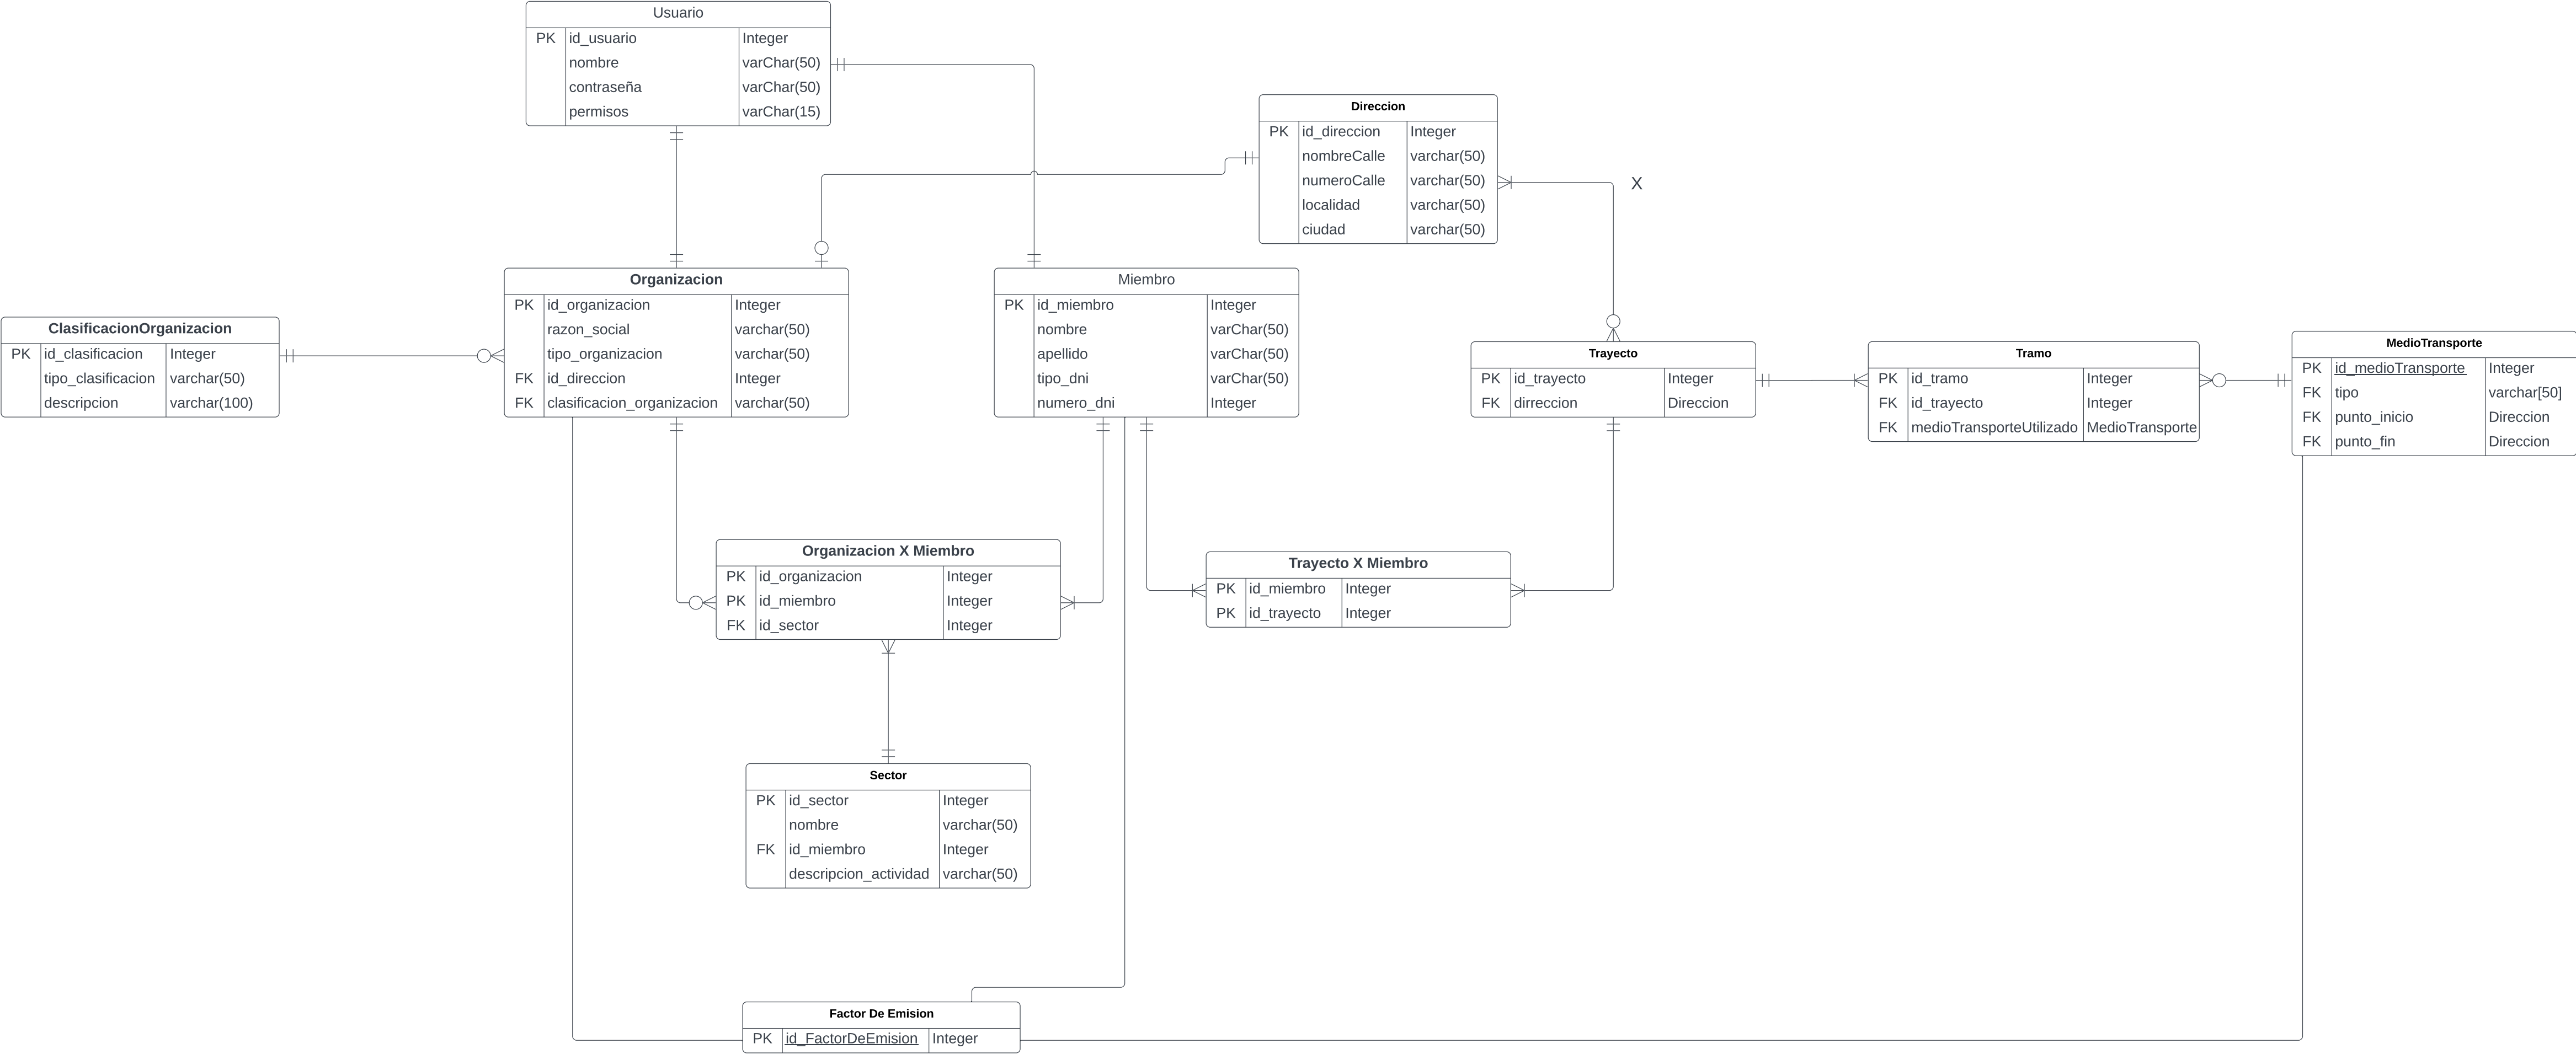 Usuario
PK id_usuario Integer
nombre varChar(50)
contraseña varChar(50)
permisos varChar(15)
Direccion
PK id_direccion Integer
nombreCalle varchar(50)
numeroCalle varchar(50)
localidad varchar(50)
ciudad varchar(50)
X
Organizacion
PK id_organizacion Integer
razon_social varchar(50)
tipo_organizacion varchar(50)
FK id_direccion Integer
FK clasificacion_organizacion varchar(50)
Miembro
PK id_miembro Integer
nombre varChar(50)
apellido varChar(50)
tipo_dni varChar(50)
numero_dni Integer
ClasificacionOrganizacion
PK id_clasificacion Integer
tipo_clasificacion varchar(50)
descripcion varchar(100)
Trayecto
PK id_trayecto Integer
FK dirreccion Direccion
Tramo
PK id_tramo Integer
FK id_trayecto Integer
FK medioTransporteUtilizado MedioTransporte
MedioTransporte
PK id_medioTransporte Integer
FK tipo varchar[50]
FK punto_inicio Direccion
FK punto_fin Direccion
Organizacion X Miembro
PK id_organizacion Integer
PK id_miembro Integer
FK id_sector Integer
Trayecto X Miembro
PK id_miembro Integer
PK id_trayecto Integer
Sector
PK id_sector Integer
nombre varchar(50)
FK id_miembro Integer
descripcion_actividad varchar(50)
Factor De Emision
PK id_FactorDeEmision Integer